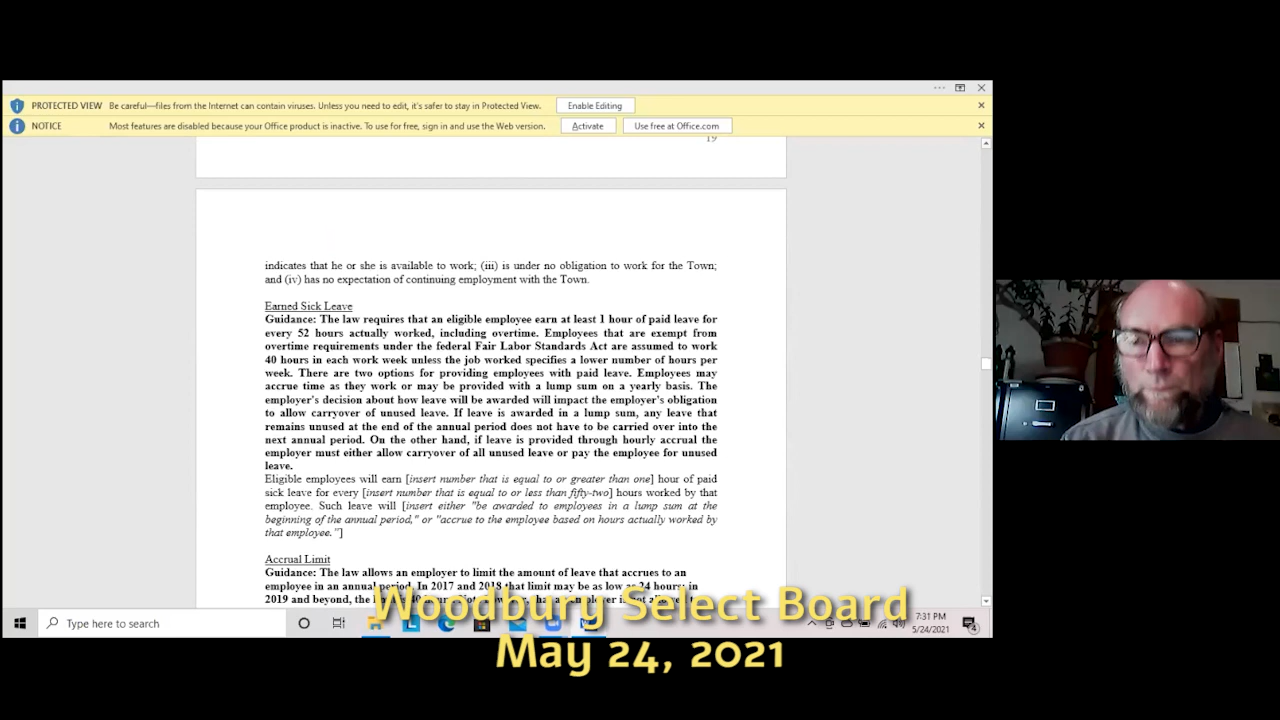 PROTECTED VIEW Be careful—files from the Internet can contain viruses. Unless you need to edit, it's safer to stay in Protected View. Enable Editing
NOTICE Most features are disabled because your Office product is inactive. To use for free, sign in and use the Web version. Activate Use free at Office.com
19
indicates that he or she is available to work; (iii) is under no obligation to work for the Town;
and (iv) has no expectation of continuing employment with the Town.
Earned Sick Leave
Guidance: The law requires that an eligible employee earn at least 1 hour of paid leave for
every 52 hours actually worked, including overtime. Employees that are exempt from
overtime requirements under the federal Fair Labor Standards Act are assumed to work
40 hours in each work week unless the job worked specifies a lower number of hours per
week. There are two options for providing employees with paid leave. Employees may
accrue time as they work or may be provided with a lump sum on a yearly basis. The
employer's decision about how leave will be awarded will impact the employer's obligation
to allow carryover of unused leave. If leave is awarded in a lump sum, any leave that
remains unused at the end of the annual period does not have to be carried over into the
next annual period. On the other hand, if leave is provided through hourly accrual the
employer must either allow carryover of all unused leave or pay the employee for unused
leave.
Eligible employees will earn [insert number that is equal to or greater than one] hour of paid
sick leave for every [insert number that is equal to or less than fifty-two] hours worked by that
employee. Such leave will [insert either "be awarded to employees in a lump sum at the
beginning of the annual period," or "accrue to the employee based on hours actually worked by
that employee."]
Accrual Limit
Guidance: The law allows an employer to limit the amount of leave that accrues to an
employee in an annual period. In 2017 and 2018 that limit may be as low as 24 hours; in
2019 and beyond, the
Woodbury Select Board
May 24, 2021
Type here to search
7:31 PM
5/24/2021
4